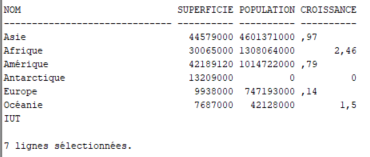 NOM SUPERFICIE POPULATION CROISSANCE
------------------------------ ---------- ---------- ----------
Asie 44579000 4601371000 ,97
Afrique 30065000 1308064000 2,46
Amérique 42189120 1014722000 ,79
Antarctique 13209000 0 0
Europe 9938000 747193000 ,14
Océanie 7687000 42128000 1,5
IUT
7 lignes sélectionnées.